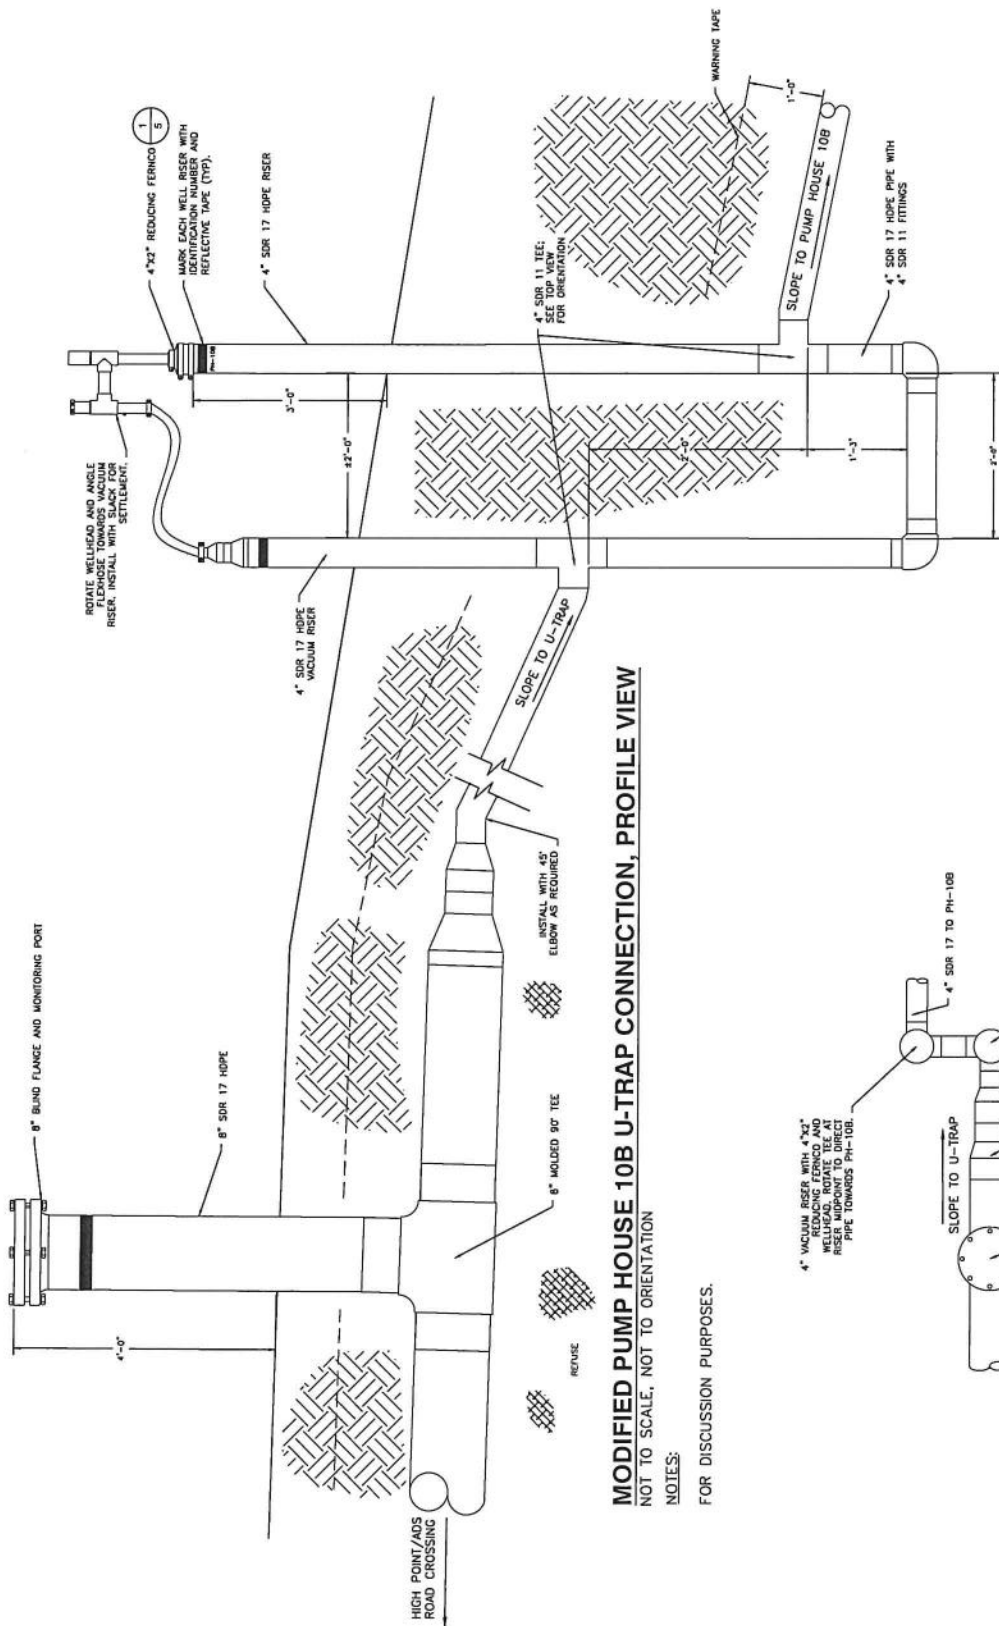 HIGH POINT/ADS
ROAD CROSSING
4'-0"
8" BLIND FLANGE AND MONITORING PORT
8" SDR 17 HDPE
8" MOLDED 90° TEE
REFUSE
INSTALL WITH 45°
ELBOW AS REQUIRED
SLOPE TO U-TRAP
4" SDR 17 HDPE
VACUUM RISER
ROTATE WELLHEAD AND ANGLE
FLEXHOSE TOWARDS VACUUM
RISER. INSTALL WITH SLACK FOR
SETTLEMENT.
1
5
4"X2" REDUCING FERNCO
MARK EACH WELL RISER WITH
IDENTIFICATION NUMBER AND
REFLECTIVE TAPE (TYP).
PH-10B
4" SDR 17 HDPE RISER
3'-0"
±2'-0"
2'-0"
1'-3"
2'-0"
4" SDR 11 TEE;
SEE TOP VIEW
FOR ORIENTATION
WARNING TAPE
1'-0"
SLOPE TO PUMP HOUSE 10B
4" SDR 17 HDPE PIPE WITH
4" SDR 11 FITTINGS
MODIFIED PUMP HOUSE 10B U-TRAP CONNECTION, PROFILE VIEW
NOT TO SCALE, NOT TO ORIENTATION
NOTES:
FOR DISCUSSION PURPOSES.
4" VACUUM RISER WITH 4"X2"
REDUCING FERNCO AND
WELLHEAD. ROTATE TEE AT
RISER MIDPOINT TO DIRECT
PIPE TOWARDS PH-10B.
SLOPE TO U-TRAP
4" SDR 17 TO PH-10B